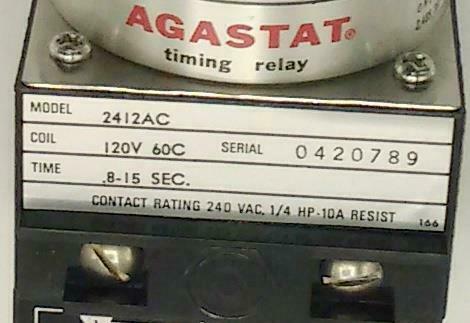 AGASTAT®
timing relay
MODEL 2412AC
COIL 120V 60C SERIAL 0420789
TIME .8-15 SEC.
CONTACT RATING 240 VAC, 1/4 HP-10A RESIST 166